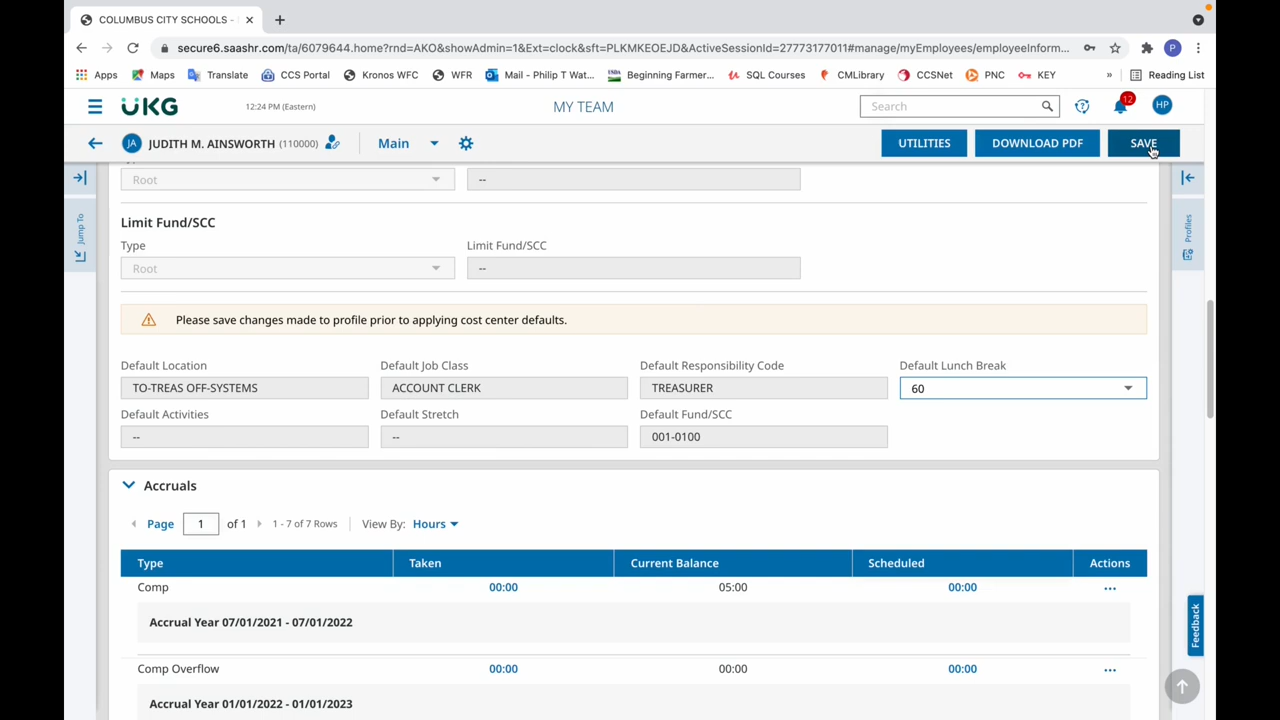 COLUMBUS CITY SCHOOLS -
secure6.saashr.com/ta/6079644.home?rnd=AKO&showAdmin=1&Ext=clock&sft=PLKMKEOEJD&ActiveSessionId=27773177011#manage/myEmployees/employeeInform...
P
Apps Maps Translate CCS Portal Kronos WFC WFR Mail - Philip T Wat... Beginning Farmer... SQL Courses CMLibrary CCSNet PNC KEY » Reading List
UKG 12:24 PM (Eastern) MY TEAM Search 12 HP
JA JUDITH M. AINSWORTH (110000) Main UTILITIES DOWNLOAD PDF SAVE
Root --
Limit Fund/SCC
Type Limit Fund/SCC
Root --
Jump To
Profiles
Please save changes made to profile prior to applying cost center defaults.
Default Location Default Job Class Default Responsibility Code Default Lunch Break
TO-TREAS OFF-SYSTEMS ACCOUNT CLERK TREASURER 60
Default Activities Default Stretch Default Fund/SCC
-- -- 001-0100
Accruals
Page 1 of 1 1 - 7 of 7 Rows View By: Hours
Type Taken Current Balance Scheduled Actions
Comp 00:00 05:00 00:00 ...
Accrual Year 07/01/2021 - 07/01/2022
Feedback
Comp Overflow 00:00 00:00 00:00 ...
Accrual Year 01/01/2022 - 01/01/2023